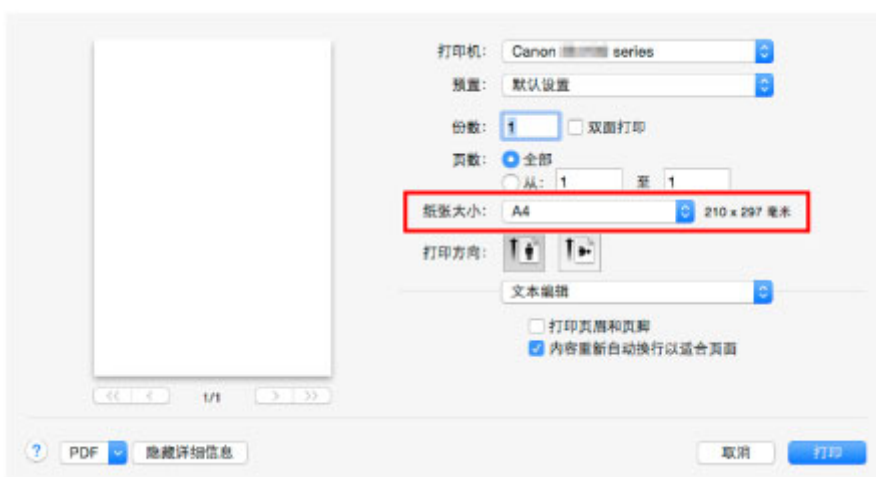 打印机: Canon series
预置: 默认设置
份数: 1 双面打印
页数: 全部
从: 1 至 1
纸张大小: A4 210 x 297 毫米
打印方向:
文本编辑
打印页眉和页脚
内容重新自动换行以适合页面
<< < 1/1 > >>
? PDF 隐藏详细信息 取消 打印